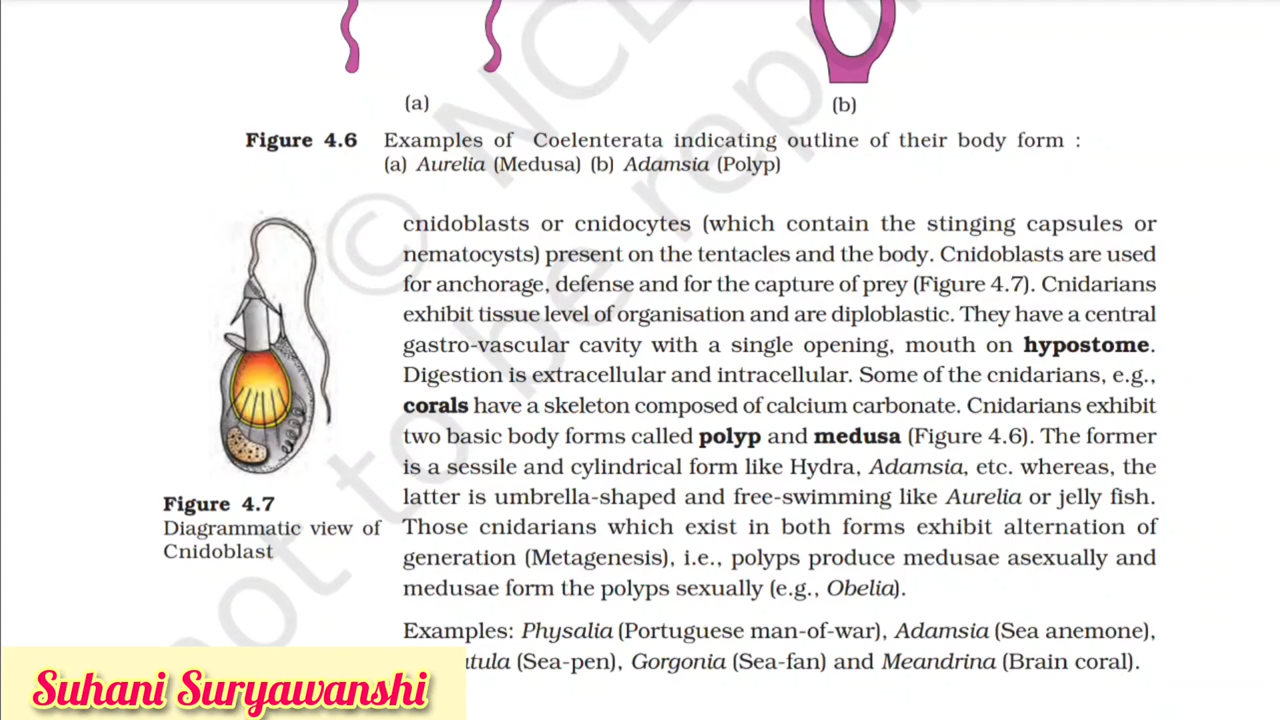 (a)
(b)
Figure 4.6 Examples of Coelenterata indicating outline of their body form :
(a) Aurelia (Medusa) (b) Adamsia (Polyp)
cnidoblasts or cnidocytes (which contain the stinging capsules or
nematocysts) present on the tentacles and the body. Cnidoblasts are used
for anchorage, defense and for the capture of prey (Figure 4.7). Cnidarians
exhibit tissue level of organisation and are diploblastic. They have a central
gastro-vascular cavity with a single opening, mouth on hypostome.
Digestion is extracellular and intracellular. Some of the cnidarians, e.g.,
corals have a skeleton composed of calcium carbonate. Cnidarians exhibit
two basic body forms called polyp and medusa (Figure 4.6). The former
is a sessile and cylindrical form like Hydra, Adamsia, etc. whereas, the
latter is umbrella-shaped and free-swimming like Aurelia or jelly fish.
Those cnidarians which exist in both forms exhibit alternation of
generation (Metagenesis), i.e., polyps produce medusae asexually and
medusae form the polyps sexually (e.g., Obelia).
Figure 4.7
Diagrammatic view of
Cnidoblast
Examples: Physalia (Portuguese man-of-war), Adamsia (Sea anemone),
(Sea-pen), Gorgonia (Sea-fan) and Meandrina (Brain coral).
Suhani Suryawanshi
© NC
not to be rep